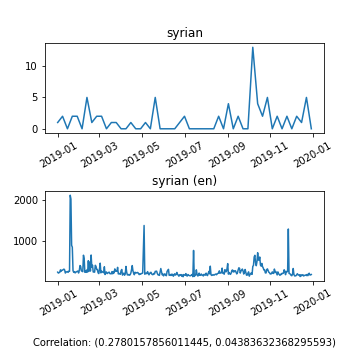 syrian
10
5
0
2019-01 2019-03 2019-05 2019-07 2019-09 2019-11 2020-01
syrian (en)
2000
1000
2019-01 2019-03 2019-05 2019-07 2019-09 2019-11 2020-01
Correlation: (0.2780157856011445, 0.04383632368295593)